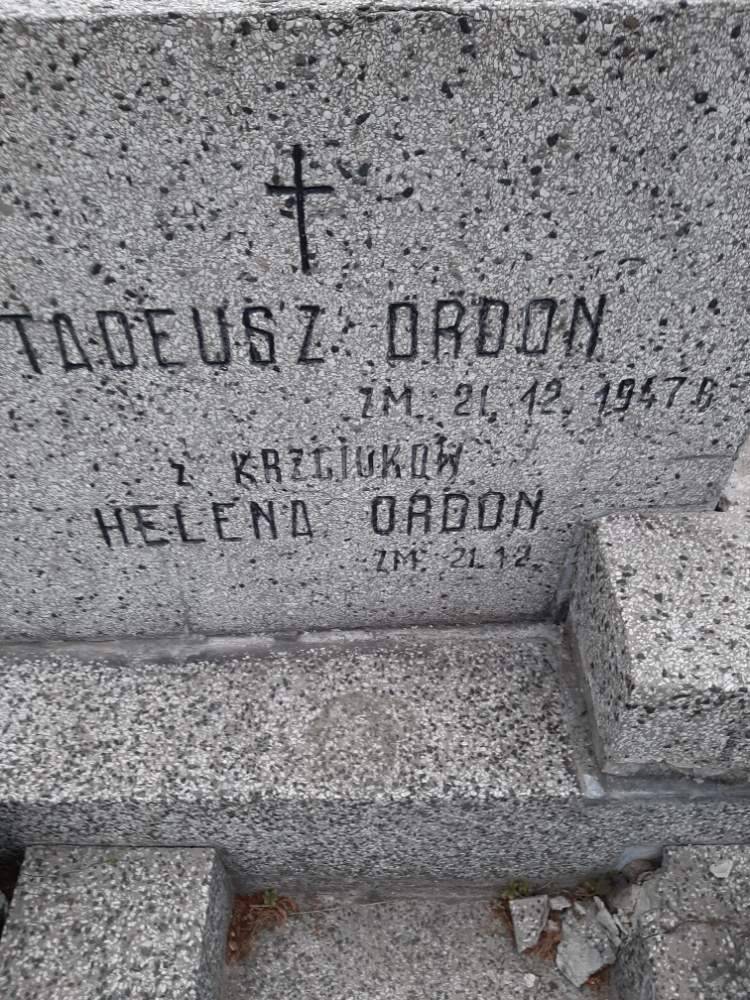 TADEUSZ ORDON
ZM. 21. 12. 1947 R
Z KRZCIUKÓW
HELENA ORDON
ZM. 21. 12.